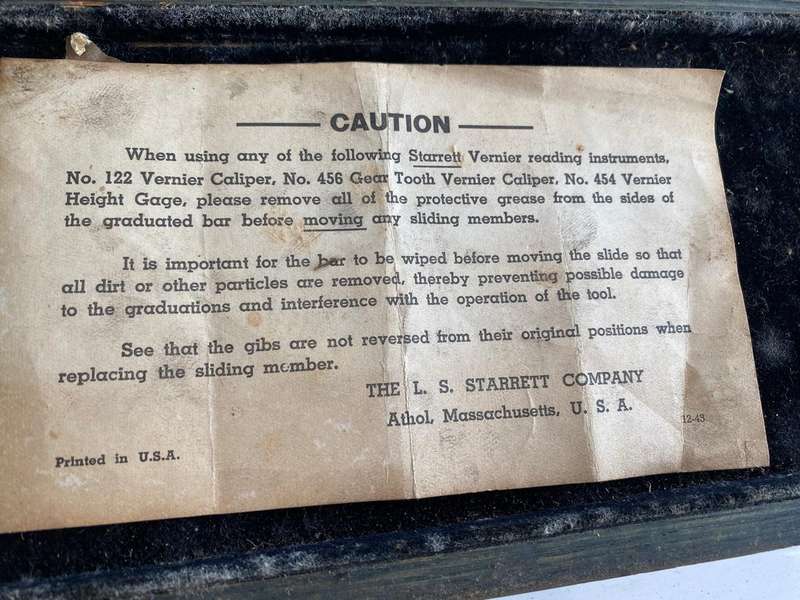 CAUTION
When using any of the following Starrett Vernier reading instruments,
No. 122 Vernier Caliper, No. 456 Gear Tooth Vernier Caliper, No. 454 Vernier
Height Gage, please remove all of the protective grease from the sides of
the graduated bar before moving any sliding members.
It is important for the bar to be wiped before moving the slide so that
all dirt or other particles are removed, thereby preventing possible damage
to the graduations and interference with the operation of the tool.
See that the gibs are not reversed from their original positions when
replacing the sliding member.
THE L. S. STARRETT COMPANY
Athol, Massachusetts, U. S. A.
12-43
Printed in U.S.A.